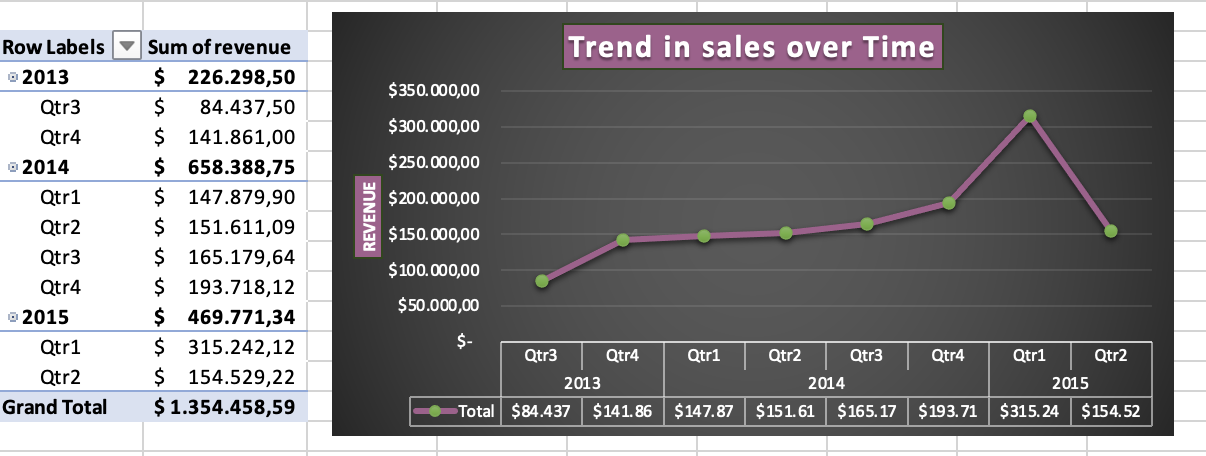 Row Labels Sum of revenue
2013 $ 226.298,50
Qtr3 $ 84.437,50
Qtr4 $ 141.861,00
2014 $ 658.388,75
Qtr1 $ 147.879,90
Qtr2 $ 151.611,09
Qtr3 $ 165.179,64
Qtr4 $ 193.718,12
2015 $ 469.771,34
Qtr1 $ 315.242,12
Qtr2 $ 154.529,22
Grand Total $ 1.354.458,59
Trend in sales over Time
REVENUE
$350.000,00
$300.000,00
$250.000,00
$200.000,00
$150.000,00
$100.000,00
$50.000,00
$-
Qtr3 Qtr4 Qtr1 Qtr2 Qtr3 Qtr4 Qtr1 Qtr2
2013 2014 2015
Total $84.437 $141.86 $147.87 $151.61 $165.17 $193.71 $315.24 $154.52